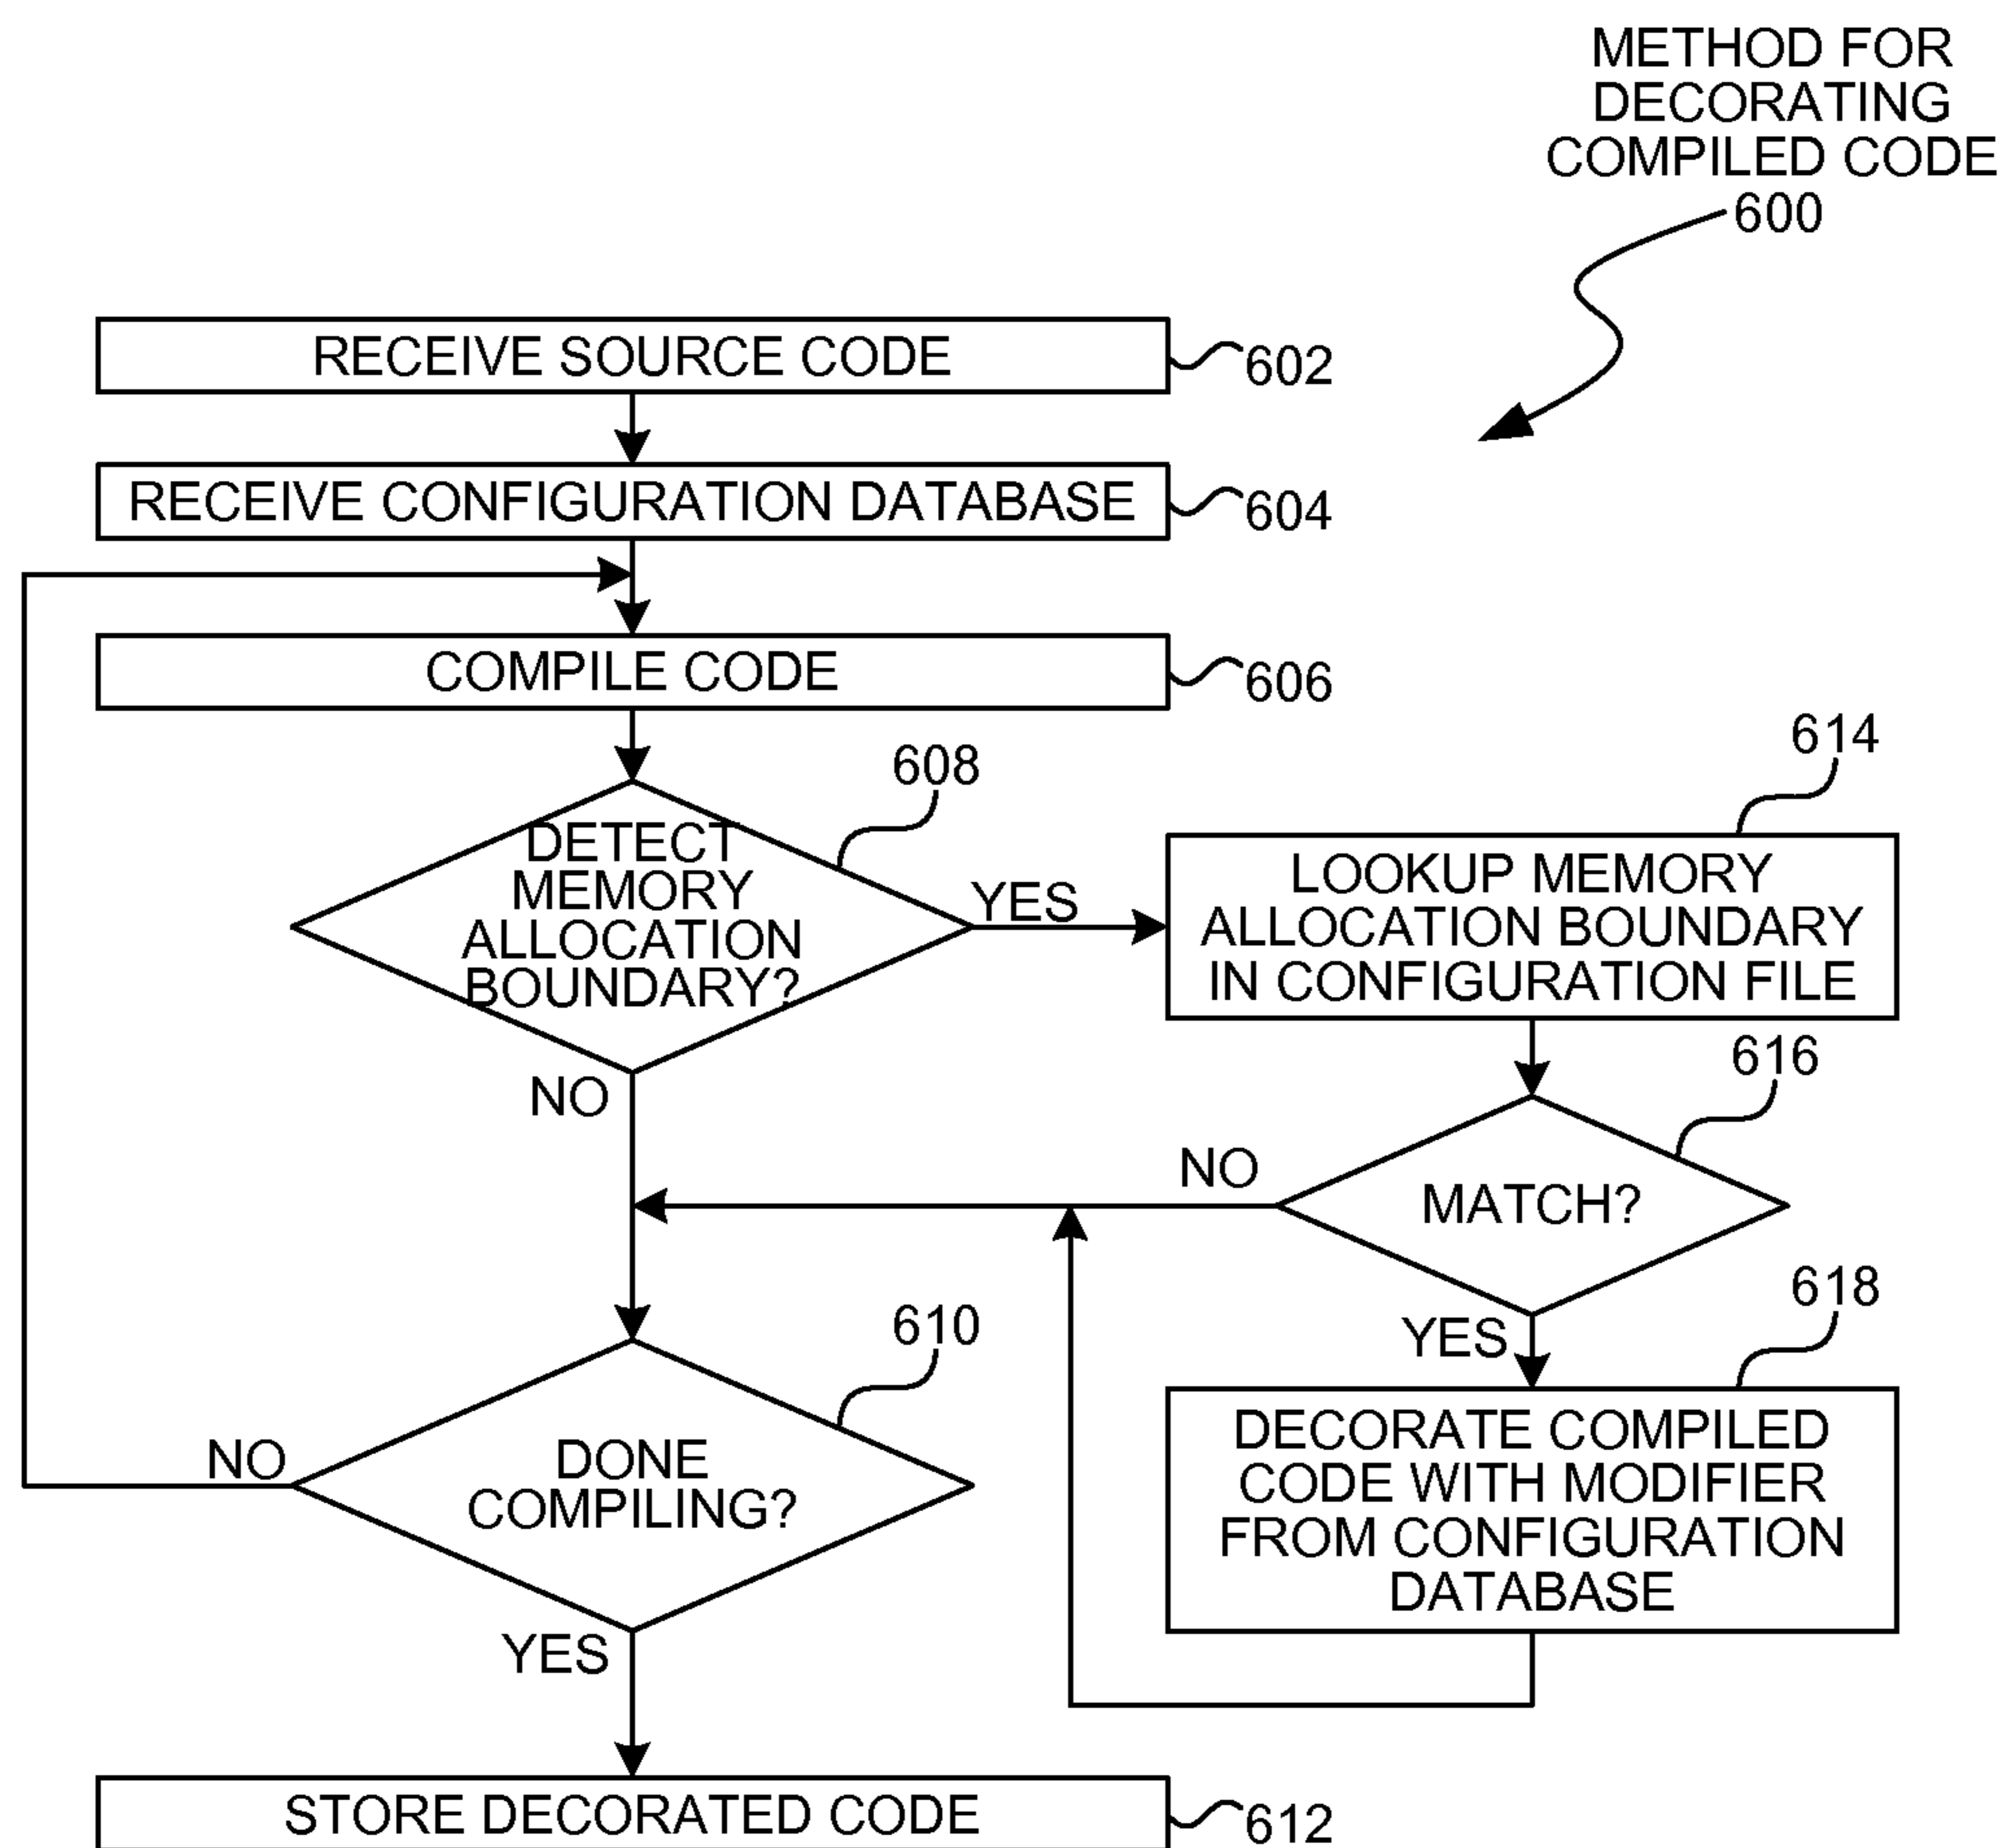 METHOD FOR
DECORATING
COMPILED CODE
600
RECEIVE SOURCE CODE
602
RECEIVE CONFIGURATION DATABASE
604
COMPILE CODE
606
608
DETECT
MEMORY
ALLOCATION
BOUNDARY?
YES
NO
614
LOOKUP MEMORY
ALLOCATION BOUNDARY
IN CONFIGURATION FILE
616
MATCH?
NO
YES
618
DECORATE COMPILED
CODE WITH MODIFIER
FROM CONFIGURATION
DATABASE
610
DONE
COMPILING?
NO
YES
STORE DECORATED CODE
612